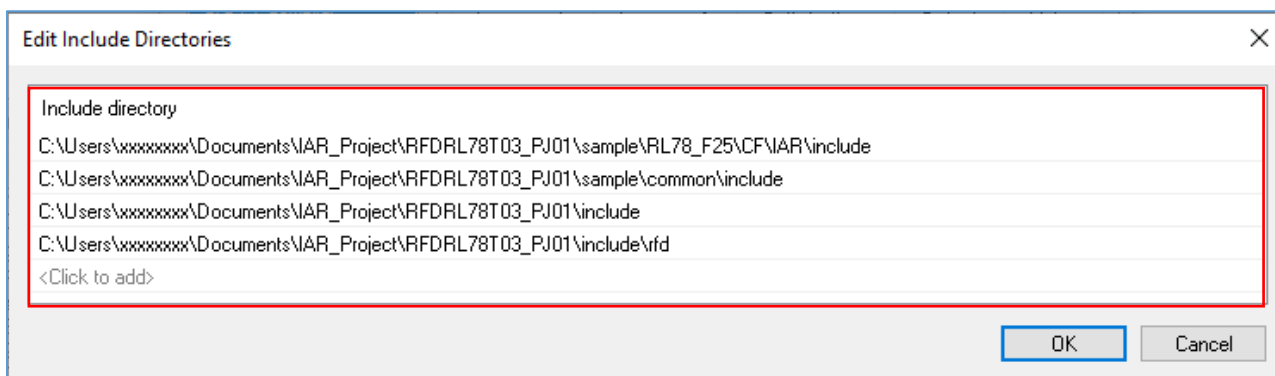 Edit Include Directories
Include directory
C:\Users\xxxxxxxx\Documents\IAR_Project\RFDRL78T03_PJ01\sample\RL78_F25\CF\IAR\include
C:\Users\xxxxxxxx\Documents\IAR_Project\RFDRL78T03_PJ01\sample\common\include
C:\Users\xxxxxxxx\Documents\IAR_Project\RFDRL78T03_PJ01\include
C:\Users\xxxxxxxx\Documents\IAR_Project\RFDRL78T03_PJ01\include\rfd
<Click to add>
OK Cancel